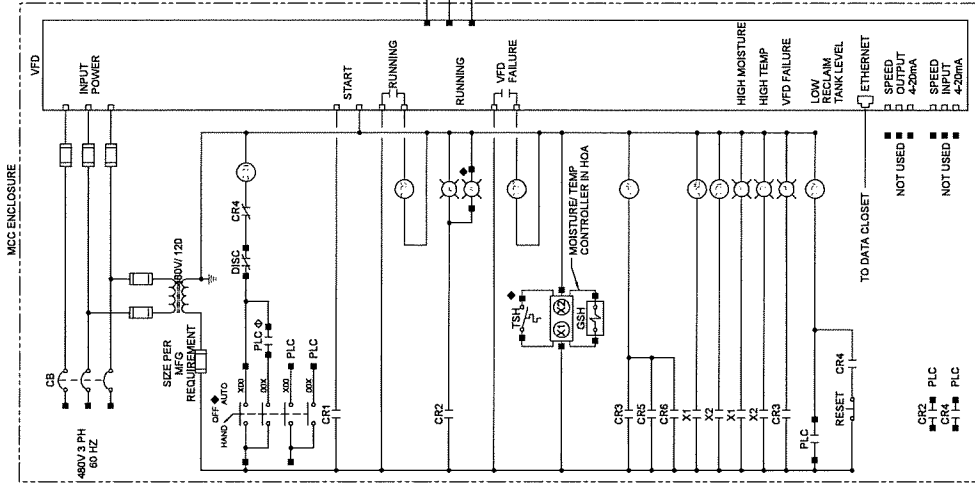 MCC ENCLOSURE
VFD
INPUT
POWER
CB
480V 3 PH
60 HZ
480V/ 120
SIZE PER
MFG
REQUIREMENT
HAND
OFF
AUTO
XOO
OOX
XOO
OOX
PLC
PLC
PLC
DISC
CR4
CR1
START
RUNNING
CR2
RUNNING
VFD
FAILURE
TSH
X1
X2
GSH
MOISTURE/ TEMP
CONTROLLER IN HOA
CR3
CR5
CR6
X1
X2
X1
HIGH MOISTURE
X2
HIGH TEMP
CR3
VFD FAILURE
PLC
LOW
RECLAIM
TANK LEVEL
RESET
CR4
ETHERNET
TO DATA CLOSET
SPEED
OUTPUT
4-20mA
NOT USED
SPEED
INPUT
4-20mA
NOT USED
CR2
PLC
CR4
PLC